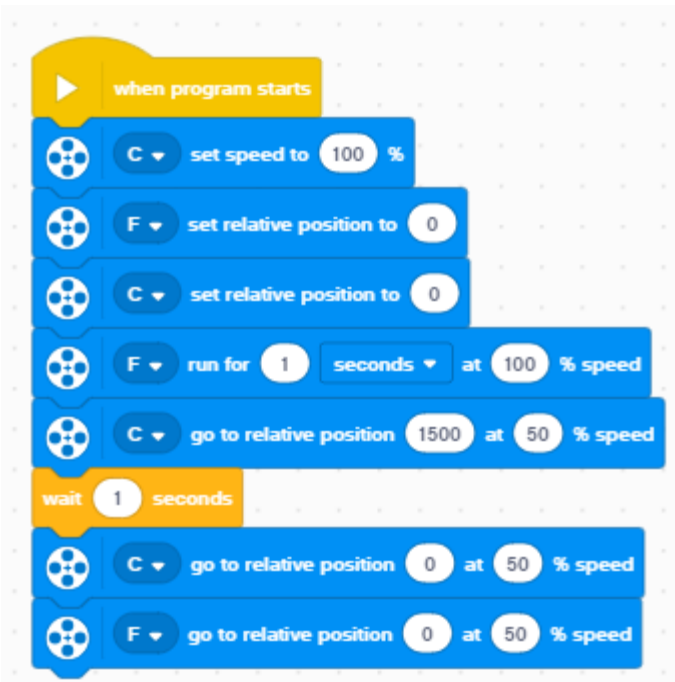 when program starts
C set speed to 100 %
F set relative position to 0
C set relative position to 0
F run for 1 seconds at 100 % speed
C go to relative position 1500 at 50 % speed
wait 1 seconds
C go to relative position 0 at 50 % speed
F go to relative position 0 at 50 % speed